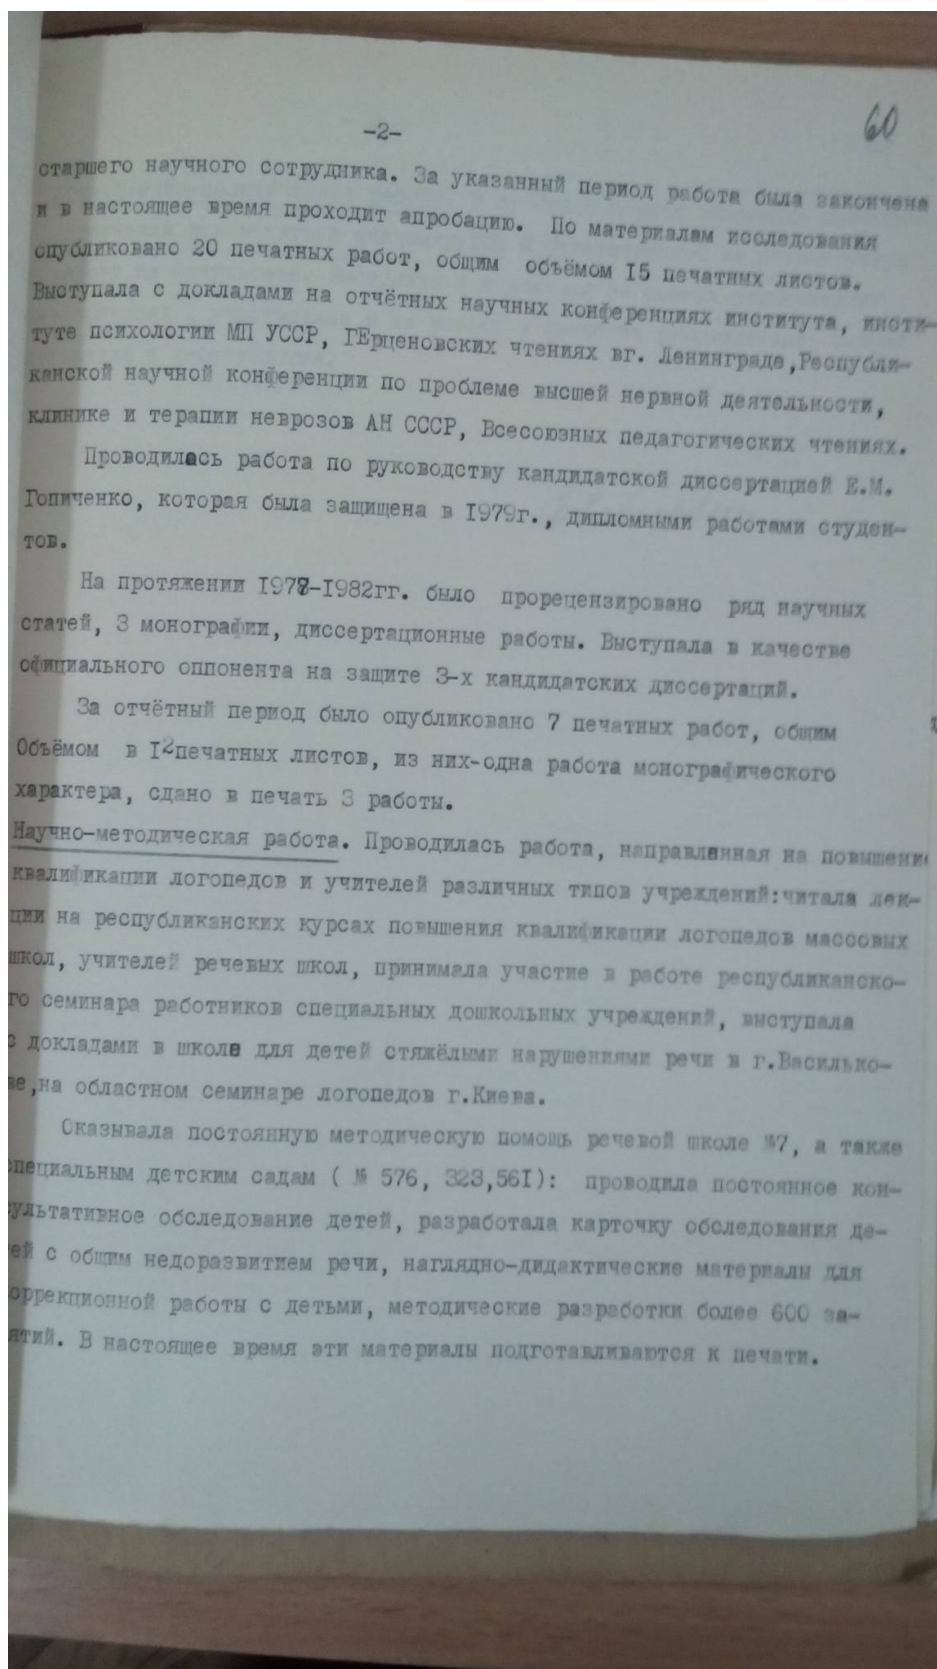 60
-2-
старшего научного сотрудника. За указанный период работа была закончена
и в настоящее время проходит апробацию. По материалам исследования
опубликовано 20 печатных работ, общим объёмом I5 печатных листов.
Выступала с докладами на отчётных научных конференциях института, инсти-
туте психологии МП УССР, ГЕрценовских чтениях вг. Ленинграде,Республи-
канской научной конференции по проблеме высшей нервной деятельности,
клинике и терапии неврозов АН СССР, Всесоюзных педагогических чтениях.
Проводилась работа по руководству кандидатской диссертацией Е.М.
Гопиченко, которая была защищена в I979г., дипломными работами студен-
тов.
На протяжении I978-I982гг. было прорецензировано ряд научных
статей, 3 монографии, диссертационные работы. Выступала в качестве
официального оппонента на защите 3-х кандидатских диссертаций.
За отчётный период было опубликовано 7 печатных работ, общим
Объёмом в I2печатных листов, из них-одна работа монографического
характера, сдано в печать 3 работы.
Научно-методическая работа. Проводилась работа, направленная на повышени
квалификации логопедов и учителей различных типов учреждений:читала лек-
ции на республиканских курсах повышения квалификации логопедов массовых
школ, учителей речевых школ, принимала участие в работе республиканско-
го семинара работников специальных дошкольных учреждений, выступала
с докладами в школе для детей стяжёлыми нарушениями речи в г.Василько-
ве,на областном семинаре логопедов г.Киева.
Оказывала постоянную методическую помощь речевой школе №7, а также
специальным детским садам ( № 576, 323,56I): проводила постоянное кон-
сультативное обследование детей, разработала карточку обследования де-
тей с общим недоразвитием речи, наглядно-дидактические материалы для
оррекционной работы с детьми, методические разработки более 600 за-
ятий. В настоящее время эти материалы подготавливаются к печати.